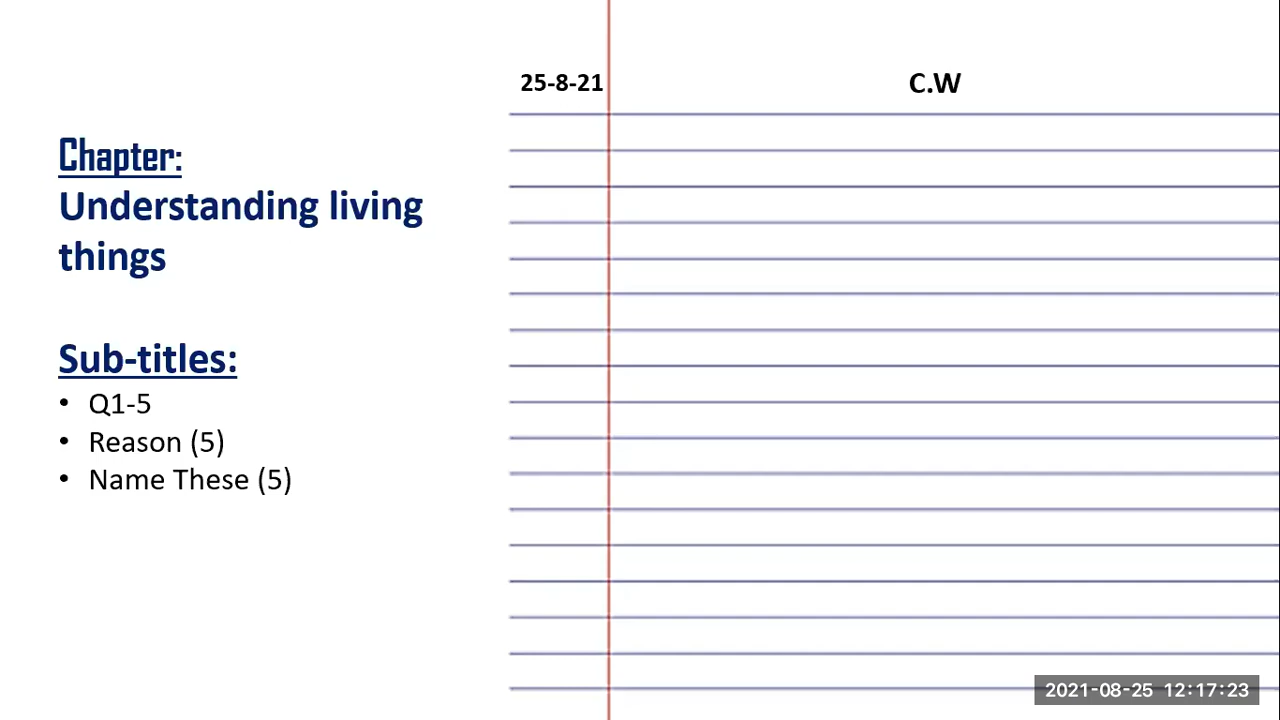 Chapter:
Understanding living
things
Sub-titles:
• Q1-5
• Reason (5)
• Name These (5)
25-8-21
C.W
2021-08-25 12:17:23